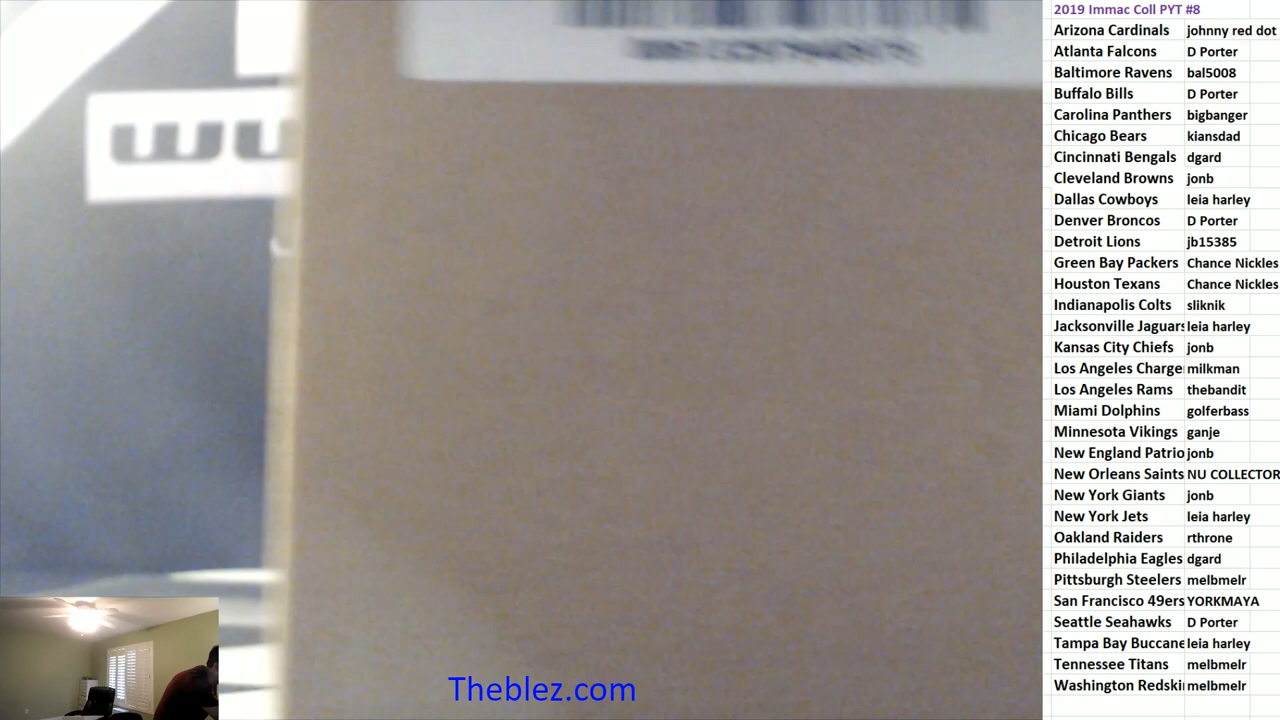 2019 Immac Coll PYT #8
Arizona Cardinals johnny red dot
Atlanta Falcons D Porter
Baltimore Ravens bal5008
Buffalo Bills D Porter
Carolina Panthers bigbanger
Chicago Bears kiansdad
Cincinnati Bengals dgard
Cleveland Browns jonb
Dallas Cowboys leia harley
Denver Broncos D Porter
Detroit Lions jb15385
Green Bay Packers Chance Nickles
Houston Texans Chance Nickles
Indianapolis Colts sliknik
Jacksonville Jaguars leia harley
Kansas City Chiefs jonb
Los Angeles Charge milkman
Los Angeles Rams thebandit
Miami Dolphins golferbass
Minnesota Vikings ganje
New England Patrio jonb
New Orleans Saints NU COLLECTOR
New York Giants jonb
New York Jets leia harley
Oakland Raiders rthrone
Philadelphia Eagles dgard
Pittsburgh Steelers melbmelr
San Francisco 49ers YORKMAYA
Seattle Seahawks D Porter
Tampa Bay Buccane leia harley
Tennessee Titans melbmelr
Washington Redski melbmelr
Theblez.com